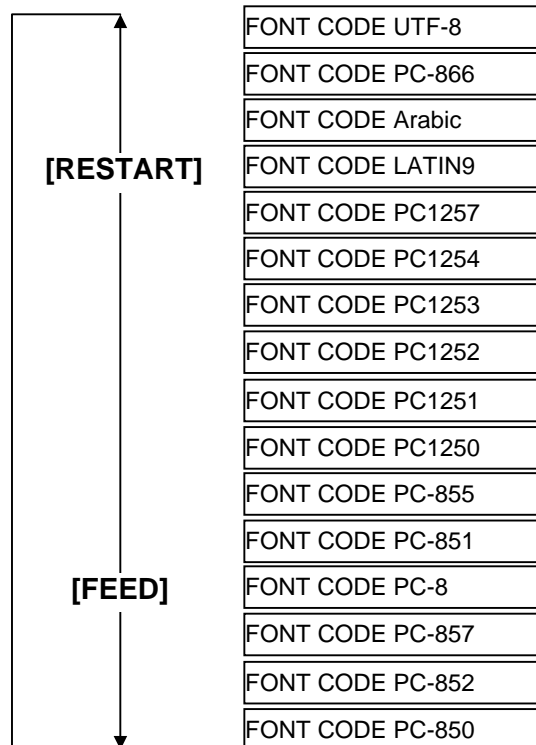 FONT CODE UTF-8
FONT CODE PC-866
FONT CODE Arabic
[RESTART]
FONT CODE LATIN9
FONT CODE PC1257
FONT CODE PC1254
FONT CODE PC1253
FONT CODE PC1252
FONT CODE PC1251
FONT CODE PC1250
FONT CODE PC-855
FONT CODE PC-851
[FEED]
FONT CODE PC-8
FONT CODE PC-857
FONT CODE PC-852
FONT CODE PC-850